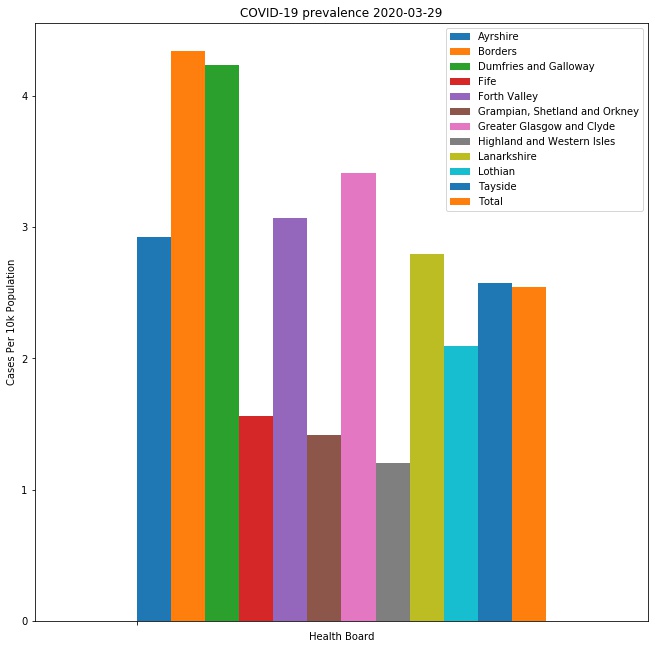 COVID-19 prevalence 2020-03-29
Ayrshire
Borders
Dumfries and Galloway
Fife
Forth Valley
Grampian, Shetland and Orkney
Greater Glasgow and Clyde
Highland and Western Isles
Lanarkshire
Lothian
Tayside
Total
Cases Per 10k Population
4
3
2
1
0
Health Board